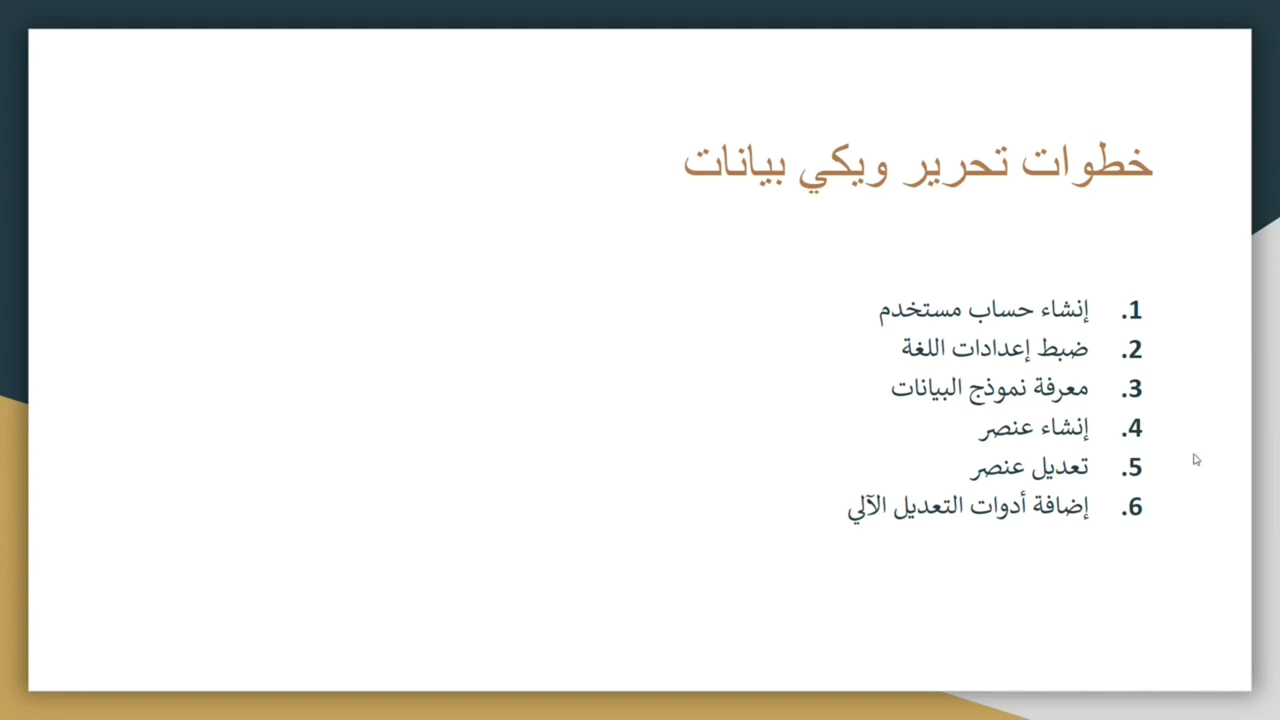 خطوات تحرير ويكي بيانات
1. إنشاء حساب مستخدم
2. ضبط إعدادات اللغة
3. معرفة نموذج البيانات
4. إنشاء عنصر
5. تعديل عنصر
6. إضافة أدوات التعديل الآلي